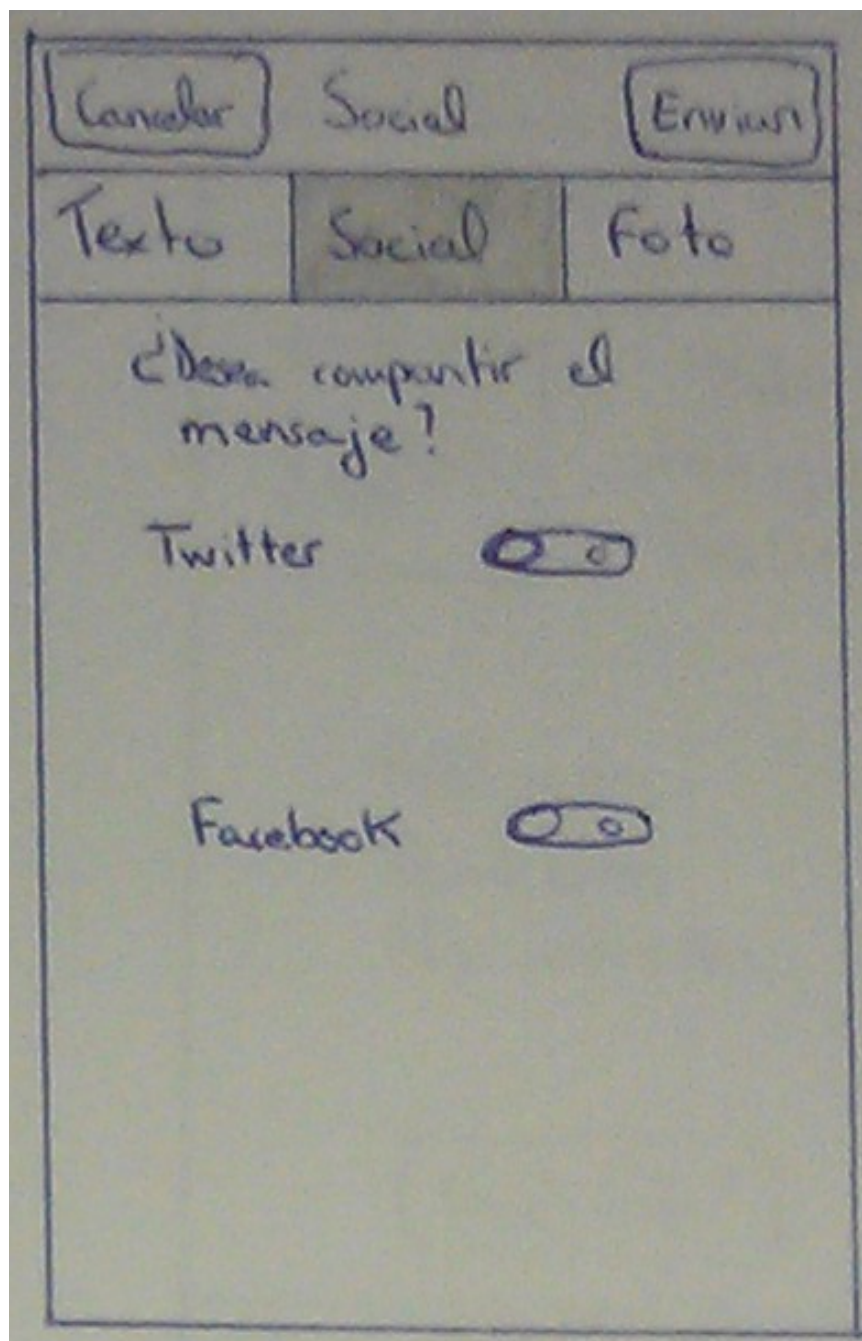 Cancelar Social Enviar
Texto Social Foto
¿Desea compartir el
mensaje?
Twitter
Facebook